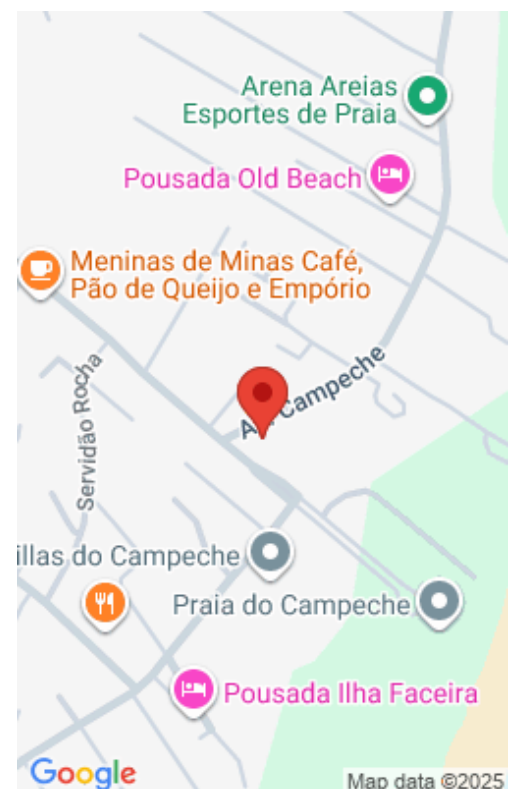 Arena Areias
Esportes de Praia
Pousada Old Beach
Meninas de Minas Café,
Pão de Queijo e Empório
Servidão Rocha
Campeche
illas do Campeche
Praia do Campeche
Pousada Ilha Faceira
Google
Map data ©2025